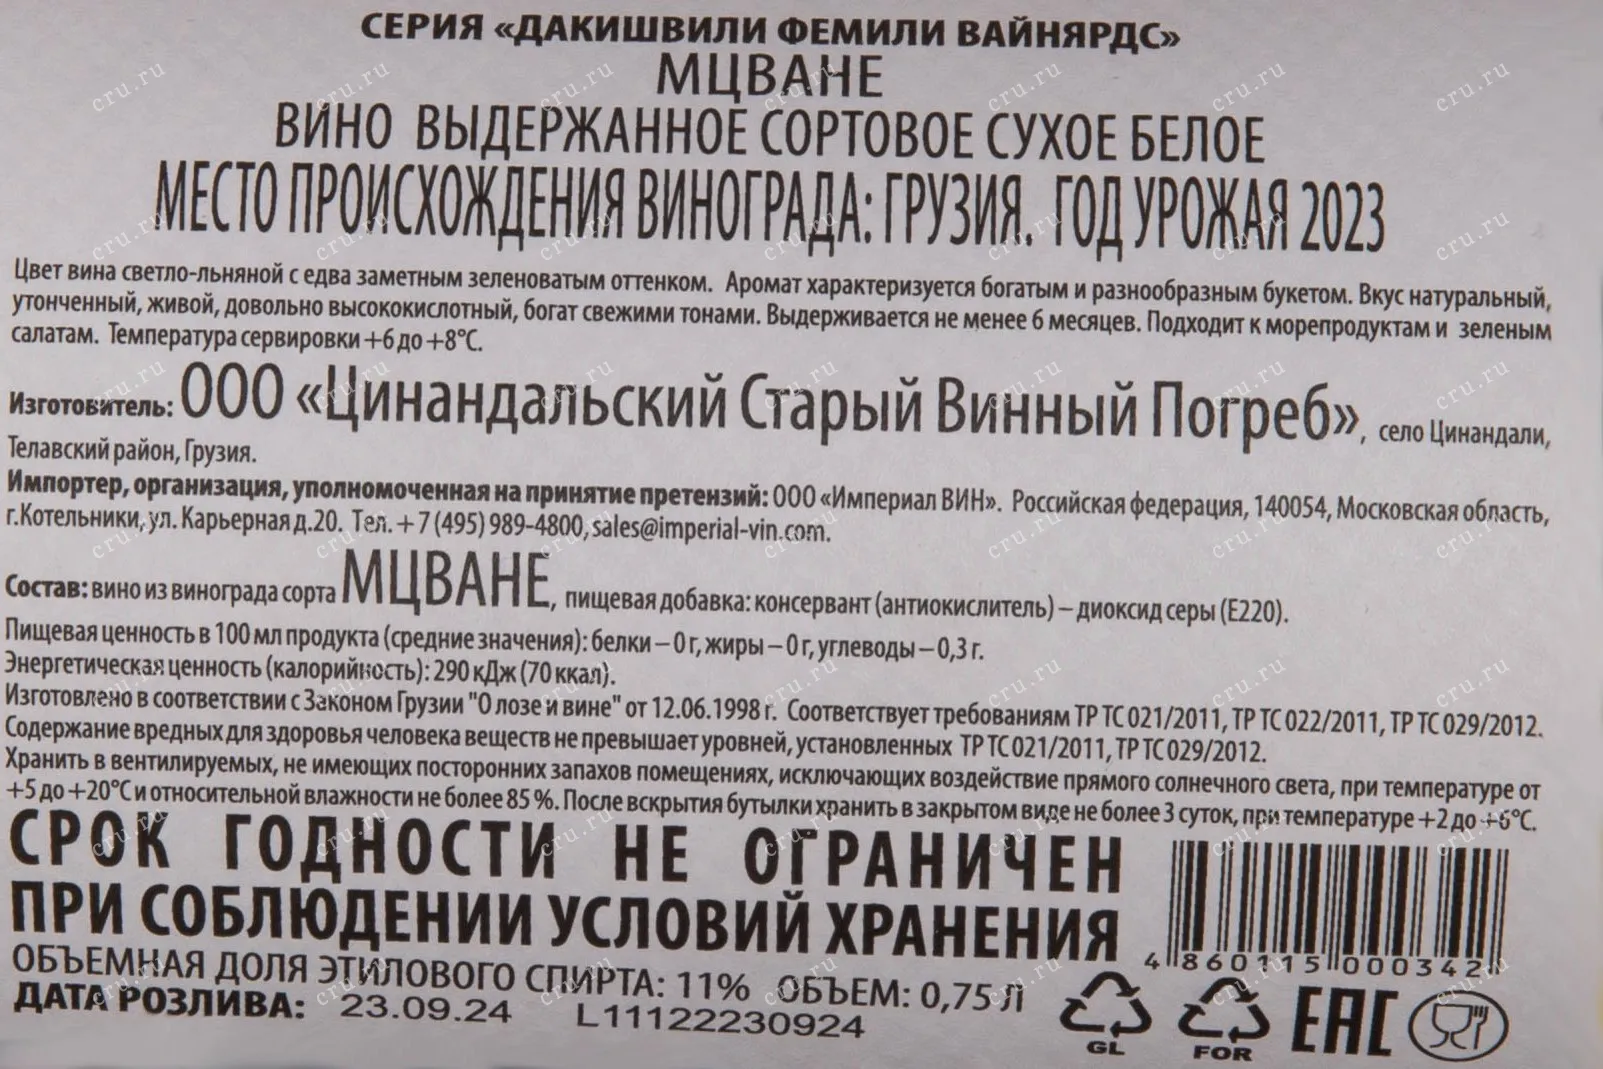 СЕРИЯ «ДАКИШВИЛИ ФЕМИЛИ ВАЙНЯРДС»
МЦВАНЕ
ВИНО ВЫДЕРЖАННОЕ СОРТОВОЕ СУХОЕ БЕЛОЕ
МЕСТО ПРОИСХОЖДЕНИЯ ВИНОГРАДА: ГРУЗИЯ. ГОД УРОЖАЯ 2023
Цвет вина светло-льняной с едва заметным зеленоватым оттенком. Аромат характеризуется богатым и разнообразным букетом. Вкус натуральный,
утонченный, живой, довольно высококислотный, богат свежими тонами. Выдерживается не менее 6 месяцев. Подходит к морепродуктам и зеленым
салатам. Температура сервировки +6 до +8°С.
Изготовитель: ООО «Цинандальский Старый Винный Погреб», село Цинандали,
Телавский район, Грузия.
Импортер, организация, уполномоченная на принятие претензий: ООО «Империал ВИН». Российская федерация, 140054, Московская область,
г.Котельники, ул. Карьерная д.20. Тел. +7 (495) 989-4800, sales@imperial-vin.com.
Состав: вино из винограда сорта МЦВАНЕ, пищевая добавка: консервант (антиокислитель) – диоксид серы (Е220).
Пищевая ценность в 100 мл продукта (средние значения): белки – 0 г, жиры – 0 г, углеводы – 0,3 г.
Энергетическая ценность (калорийность): 290 кДж (70 ккал).
Изготовлено в соответствии с Законом Грузии "О лозе и вине" от 12.06.1998 г. Соответствует требованиям ТР ТС 021/2011, ТР ТС 022/2011, ТР ТС 029/2012.
Содержание вредных для здоровья человека веществ не превышает уровней, установленных ТР ТС 021/2011, ТР ТС 029/2012.
Хранить в вентилируемых, не имеющих посторонних запахов помещениях, исключающих воздействие прямого солнечного света, при температуре от
+5 до +20°С и относительной влажности не более 85 %. После вскрытия бутылки хранить в закрытом виде не более 3 суток, при температуре +2 до +6°С.
СРОК ГОДНОСТИ НЕ ОГРАНИЧЕН
ПРИ СОБЛЮДЕНИИ УСЛОВИЙ ХРАНЕНИЯ
4 860115 000342
ОБЪЕМНАЯ ДОЛЯ ЭТИЛОВОГО СПИРТА: 11% ОБЪЕМ: 0,75 Л
ДАТА РОЗЛИВА: 23.09.24 L11122230924
GL FOR EAC
cru.ru